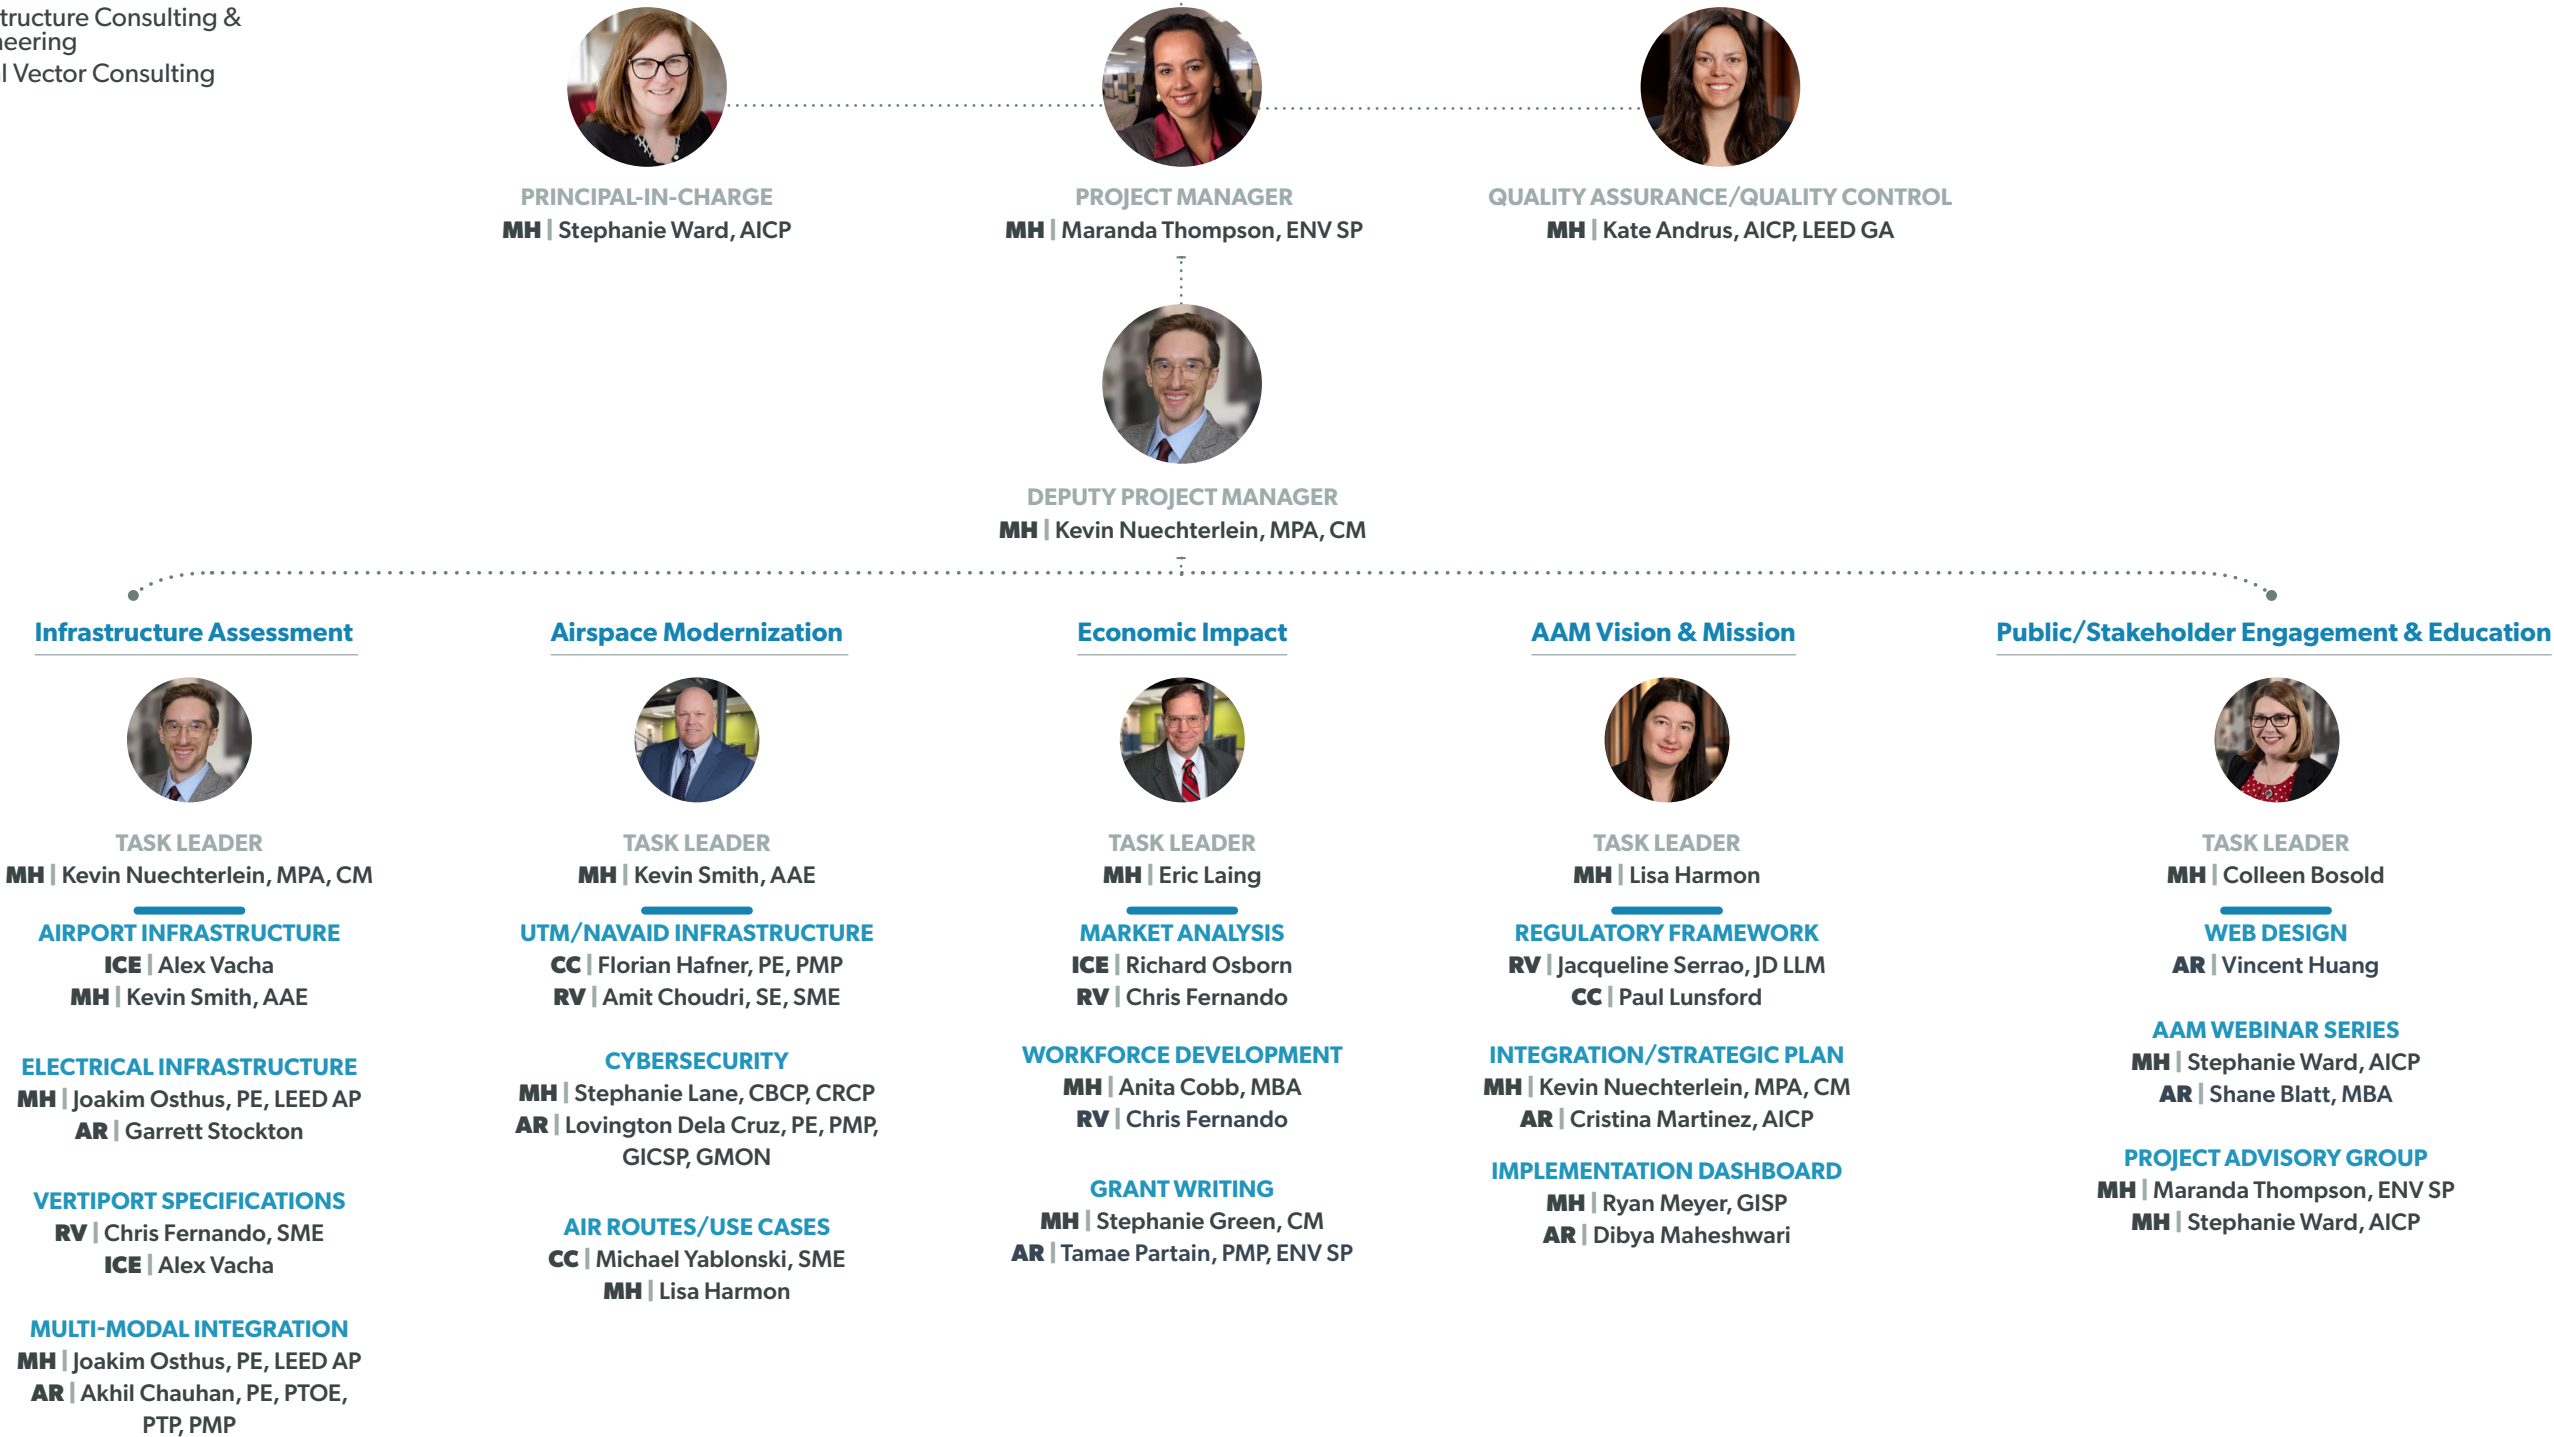 Consulting &
Vector Consulting
PRINCIPAL-IN-CHARGE
MH | Stephanie Ward, AICP
PROJECT MANAGER
MH | Maranda Thompson, ENV SP
QUALITY ASSURANCE/QUALITY CONTROL
MH | Kate Andrus, AICP, LEED GA
DEPUTY PROJECT MANAGER
MH | Kevin Nuechterlein, MPA, CM
Infrastructure Assessment
TASK LEADER
MH | Kevin Nuechterlein, MPA, CM
AIRPORT INFRASTRUCTURE
ICE | Alex Vacha
MH | Kevin Smith, AAE
ELECTRICAL INFRASTRUCTURE
MH | Joakim Osthus, PE, LEED AP
AR | Garrett Stockton
VERTIPORT SPECIFICATIONS
RV | Chris Fernando, SME
ICE | Alex Vacha
MULTI-MODAL INTEGRATION
MH | Joakim Osthus, PE, LEED AP
AR | Akhil Chauhan, PE, PTOE,
PTP, PMP
Airspace Modernization
TASK LEADER
MH | Kevin Smith, AAE
UTM/NAVAID INFRASTRUCTURE
CC | Florian Hafner, PE, PMP
RV | Amit Choudri, SE, SME
CYBERSECURITY
MH | Stephanie Lane, CBCP, CRCP
AR | Lovington Dela Cruz, PE, PMP,
GICSP, GMON
AIR ROUTES/USE CASES
CC | Michael Yablonski, SME
MH | Lisa Harmon
Economic Impact
TASK LEADER
MH | Eric Laing
MARKET ANALYSIS
ICE | Richard Osborn
RV | Chris Fernando
WORKFORCE DEVELOPMENT
MH | Anita Cobb, MBA
RV | Chris Fernando
GRANT WRITING
MH | Stephanie Green, CM
AR | Tamae Partain, PMP, ENV SP
AAM Vision & Mission
TASK LEADER
MH | Lisa Harmon
REGULATORY FRAMEWORK
RV | Jacqueline Serrao, JD LLM
CC | Paul Lunsford
INTEGRATION/STRATEGIC PLAN
MH | Kevin Nuechterlein, MPA, CM
AR | Cristina Martinez, AICP
IMPLEMENTATION DASHBOARD
MH | Ryan Meyer, GISP
AR | Dibya Maheshwari
Public/Stakeholder Engagement & Education
TASK LEADER
MH | Colleen Bosold
WEB DESIGN
AR | Vincent Huang
AAM WEBINAR SERIES
MH | Stephanie Ward, AICP
AR | Shane Blatt, MBA
PROJECT ADVISORY GROUP
MH | Maranda Thompson, ENV SP
MH | Stephanie Ward, AICP